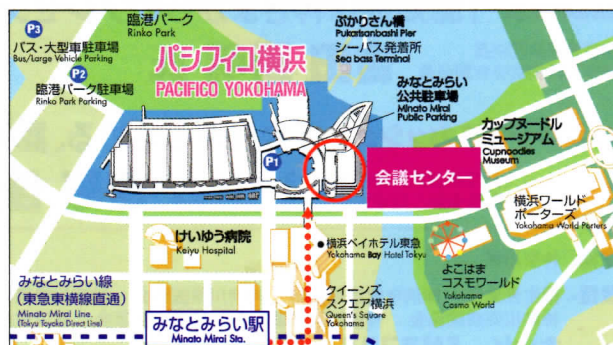 P3
バス・大型車駐車場
Bus/Large Vehicle Parking
P2
臨港パーク駐車場
Rinko Park Parking
臨港パーク
Rinko Park
パシフィコ横浜
PACIFICO YOKOHAMA
ぷかりさん橋
Pukarisanbashi Pier
シーバス発着所
Sea bass Terminal
みなとみらい
公共駐車場
Minato Mirai
Public Parking
カップヌードル
ミュージアム
Cupnoodles
Museum
P1
会議センター
横浜ワールド
ポーターズ
Yokohama World Porters
けいゆう病院
Keiyu Hospital
横浜ベイホテル東急
Yokohama Bay Hotel Tokyu
よこはま
コスモワールド
Yokohama
Cosmo World
クイーンズ
スクエア横浜
Queen's Square
Yokohama
みなとみらい線
(東急東横線直通)
Minato Mirai Line.
(Tokyu Toyoko Direct Line)
みなとみらい駅
Minato Mirai Sta.